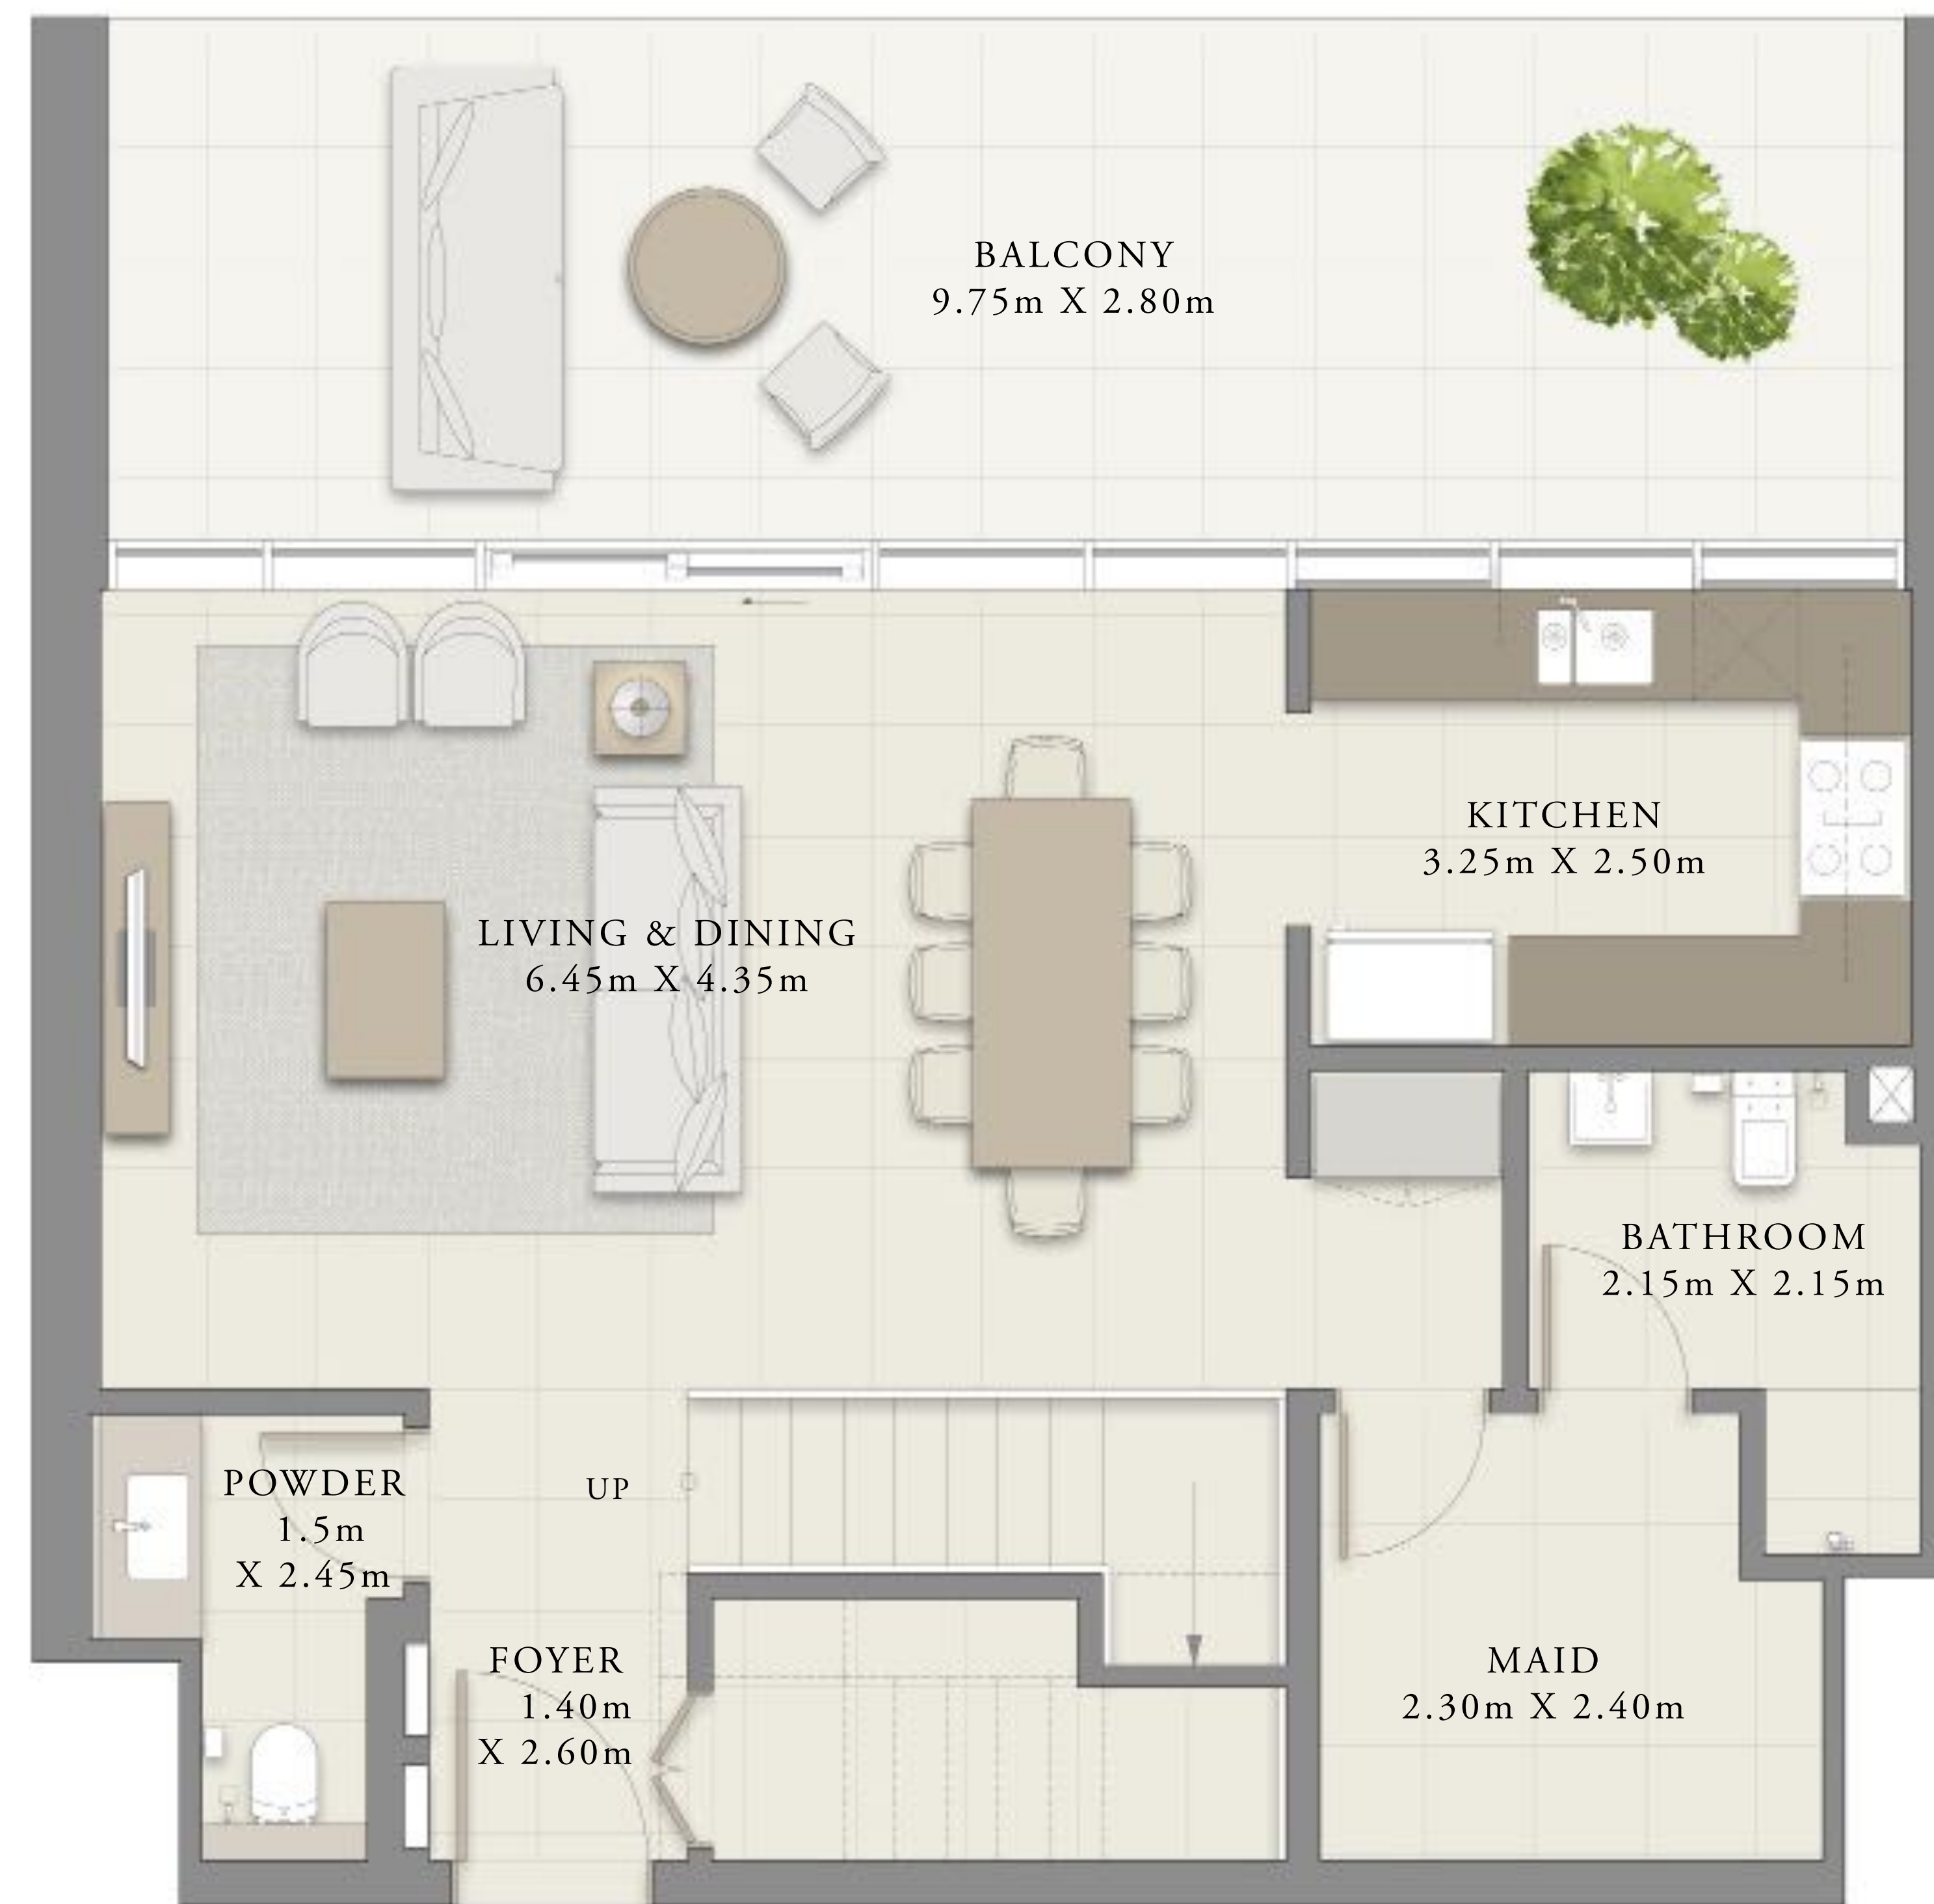 BALCONY
9.75m X 2.80m
KITCHEN
3.25m X 2.50m
LIVING & DINING
6.45m X 4.35m
BATHROOM
2.15m X 2.15m
POWDER
1.5m
X 2.45m
UP
FOYER
1.40m
X 2.60m
MAID
2.30m X 2.40m